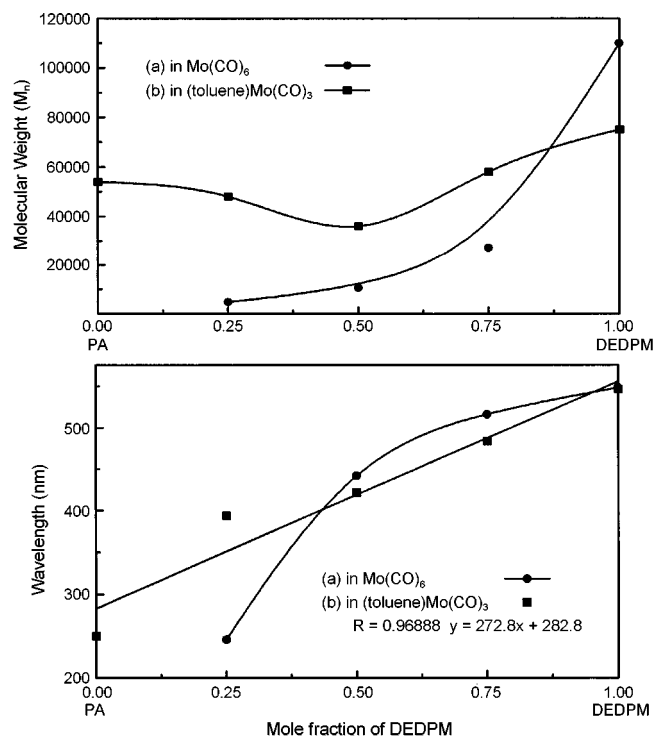 120000
100000
80000
60000
40000
20000
Molecular Weight (Mn)
(a) in Mo(CO)6
(b) in (toluene)Mo(CO)3
0.00 0.25 0.50 0.75 1.00
PA DEDPM
500
400
300
200
Wavelength (nm)
(a) in Mo(CO)6
(b) in (toluene)Mo(CO)3
R = 0.96888 y = 272.8x + 282.8
0.00 0.25 0.50 0.75 1.00
PA DEDPM
Mole fraction of DEDPM